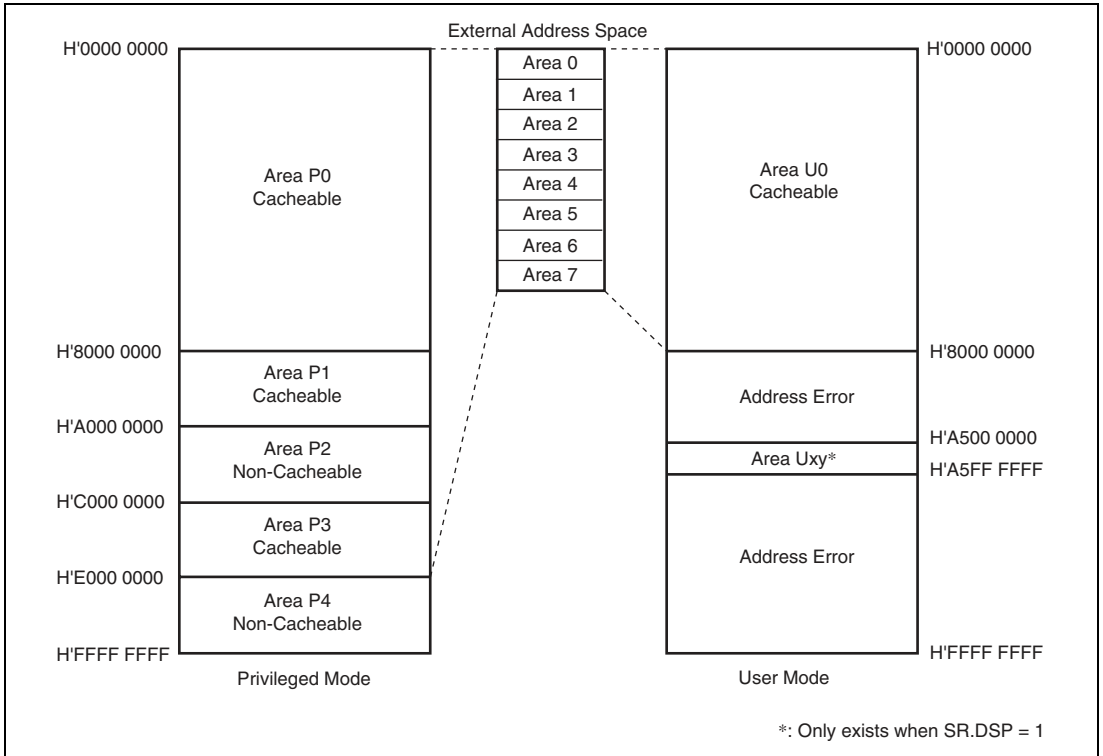 External Address Space
H'0000 0000
H'0000 0000
Area 0
Area 1
Area 2
Area 3
Area 4
Area 5
Area 6
Area 7
Area P0
Cacheable
Area U0
Cacheable
H'8000 0000
H'8000 0000
Area P1
Cacheable
Address Error
H'A000 0000
H'A500 0000
Area P2
Non-Cacheable
Area Uxy*
H'A5FF FFFF
H'C000 0000
Area P3
Cacheable
Address Error
H'E000 0000
Area P4
Non-Cacheable
H'FFFF FFFF
H'FFFF FFFF
Privileged Mode
User Mode
*: Only exists when SR.DSP = 1